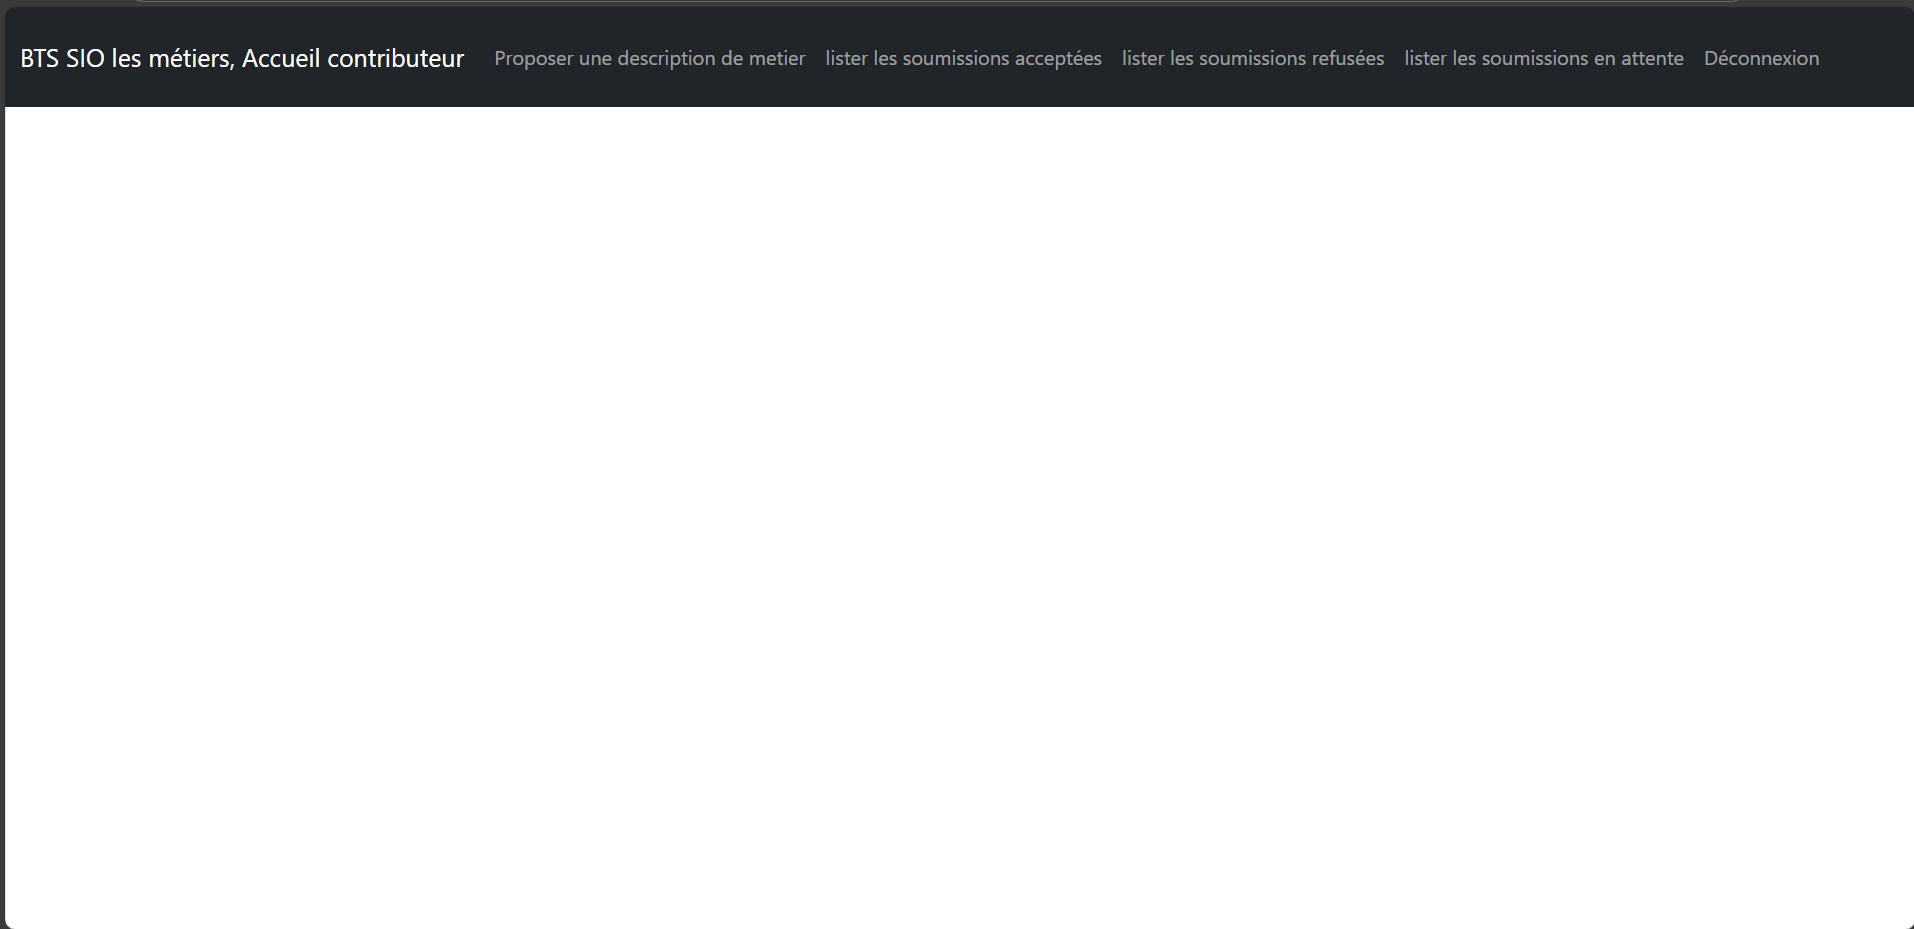 BTS SIO les métiers, Accueil contributeur Proposer une description de metier lister les soumissions acceptées lister les soumissions refusées lister les soumissions en attente Déconnexion